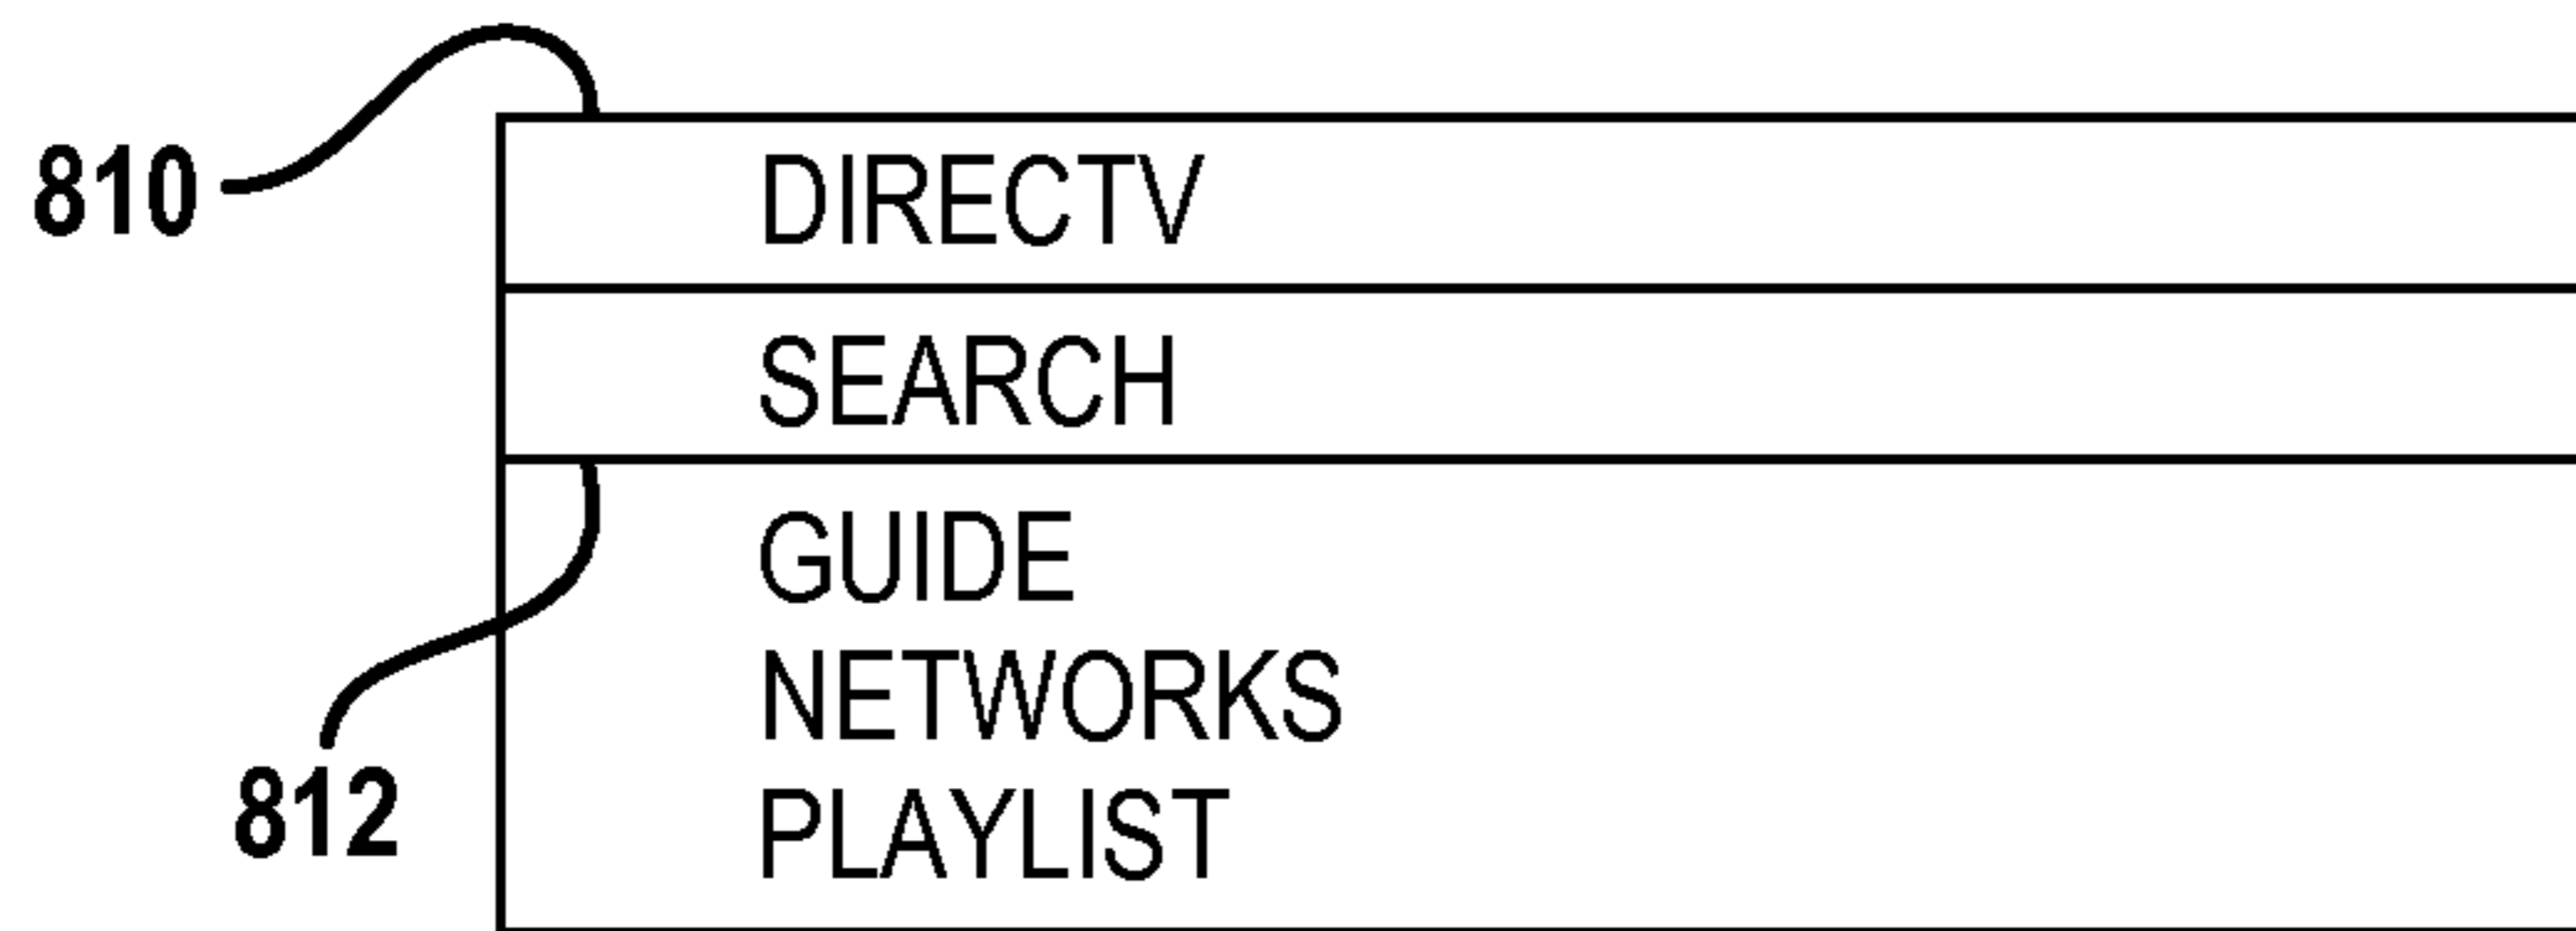 810
DIRECTV
SEARCH
GUIDE
NETWORKS
PLAYLIST
812